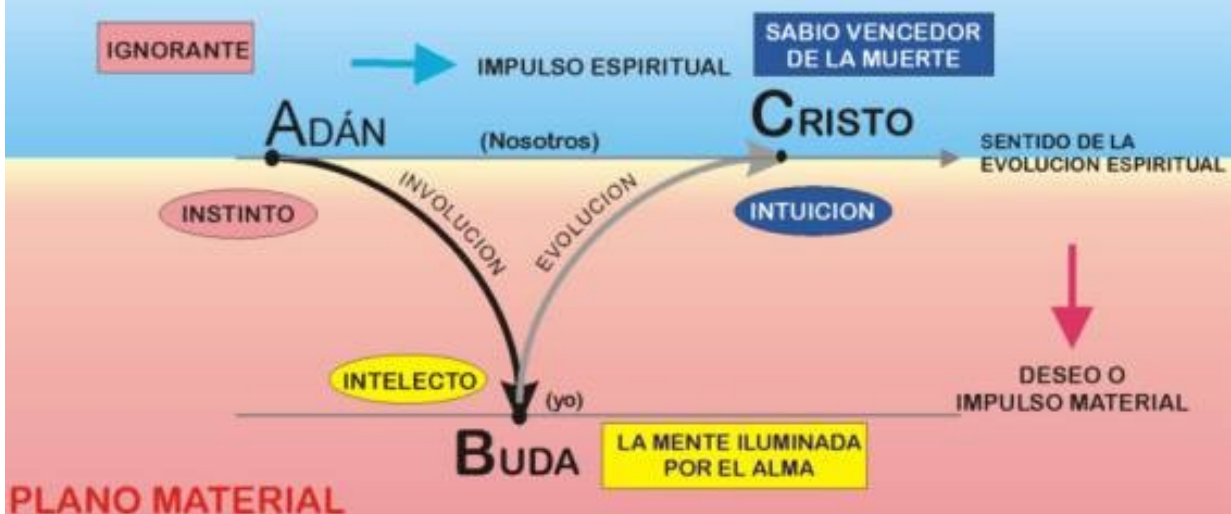 IGNORANTE
IMPULSO ESPIRITUAL
SABIO VENCEDOR
DE LA MUERTE
ADÁN
(Nosotros)
CRISTO
SENTIDO DE LA
EVOLUCION ESPIRITUAL
INSTINTO
INVOLUCION
EVOLUCION
INTUICION
INTELECTO
(yo)
DESEO O
IMPULSO MATERIAL
BUDA
LA MENTE ILUMINADA
POR EL ALMA
PLANO MATERIAL